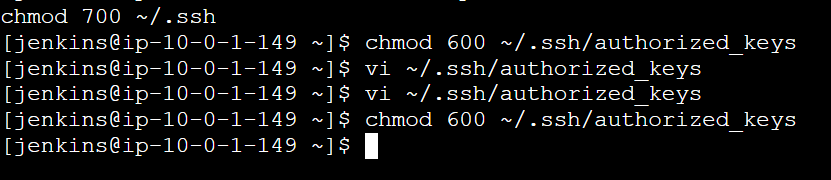 chmod 700 ~/.ssh
[jenkins@ip-10-0-1-149 ~]$ chmod 600 ~/.ssh/authorized_keys
[jenkins@ip-10-0-1-149 ~]$ vi ~/.ssh/authorized_keys
[jenkins@ip-10-0-1-149 ~]$ vi ~/.ssh/authorized_keys
[jenkins@ip-10-0-1-149 ~]$ chmod 600 ~/.ssh/authorized_keys
[jenkins@ip-10-0-1-149 ~]$